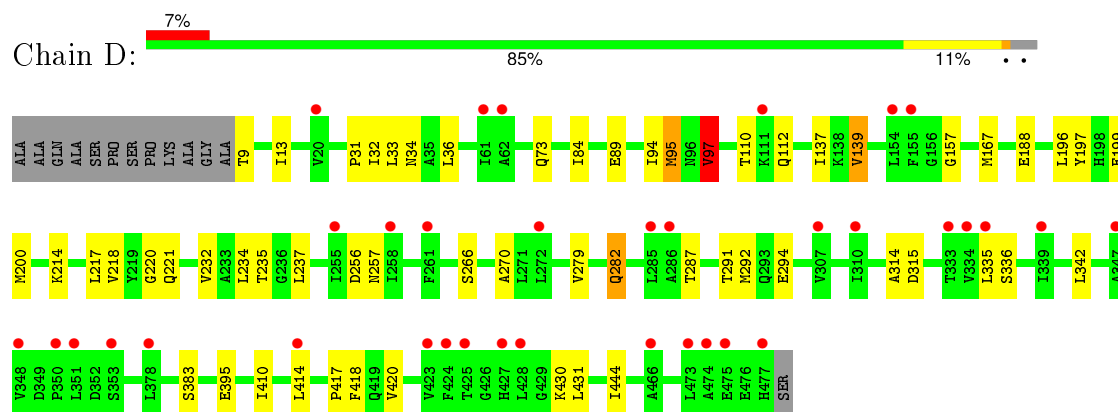 7%
Chain D:
85% 11% • •
ALA ALA GLN ALA SER PRO SER PRO LYS ALA GLY ALA T9 I13 V20 P31 I32 L33 N34 A35 L36 I61 A62 Q73 I84 E89 I94 M95 N96 V97 T110 K111 Q112 I137 K138 V139 L154 F155 G156 G157 M167 E188 L196 Y197 H198 E199
M200 K214 L217 V218 Y219 G220 Q221 V232 A233 L234 T235 G236 L237 I255 D256 N257 I258 F261 S266 A270 L271 L272 V279 Q282 L285 A286 T287 T291 M292 Q293 E294 V307 I310 A314 D315 T333 V334 L335 S336 I339 L342 A347
V348 D349 P350 L351 D352 S353 L378 S383 E395 I410 L414 P417 F418 Q419 V420 V423 F424 T425 G426 H427 L428 G429 K430 L431 I444 A466 L473 A474 E475 E476 H477 SER